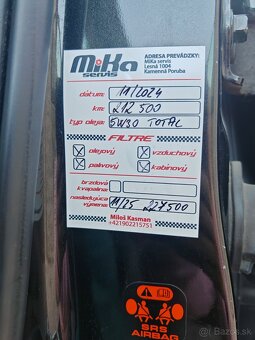 MiKa
servis
ADRESA PREVÁDZKY:
MiKa servis
Lesná 1004
Kamenná Poruba
dátum: 11/2024
km: 212 500
typ oleja: 5W30 TOTAL
FILTRE
olejový
vzduchový
palivový
kabínový
brzdová
kvapalina:
nasledujúca
výmena: 11/25 227500
Miloš Kasman
+421902215751
SRS
AIRBAG